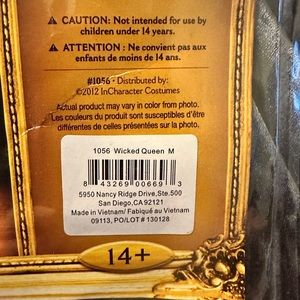 ⚠ CAUTION: Not intended for use by
children under 14 years.
⚠ ATTENTION : Ne convient pas aux
enfants de moins de 14 ans.
#1056 • Distributed by:
©2012 InCharacter Costumes
Actual product may vary in color from photo.
Les couleurs du produit sont susceptibles d'être
différentes de celles présentées sur la photo.
1056 Wicked Queen M
8 43269 00669 3
5950 Nancy Ridge Drive,Ste.500
San Diego,CA 92121
Made in Vietnam/ Fabiqué au Vietnam
09113, PO/LOT # 130128
14+